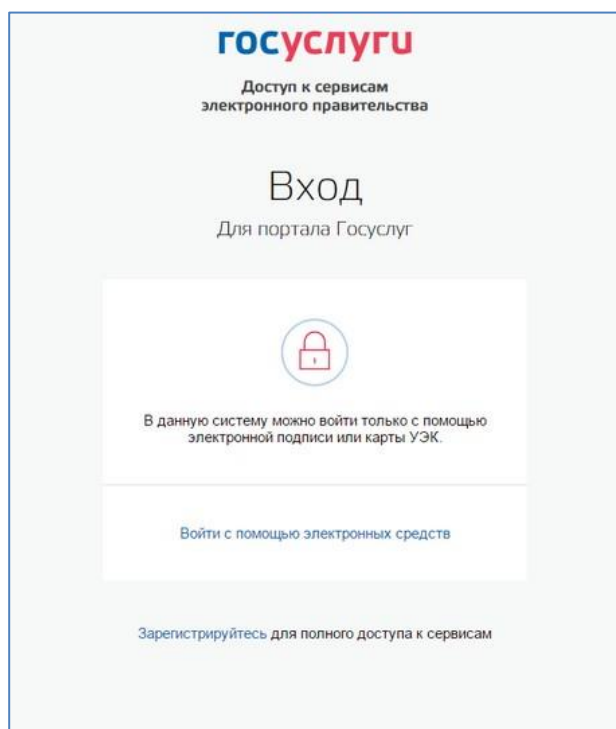 госуслуги
Доступ к сервисам
электронного правительства
Вход
Для портала Госуслуг
В данную систему можно войти только с помощью
электронной подписи или карты УЭК.
Войти с помощью электронных средств
Зарегистрируйтесь для полного доступа к сервисам